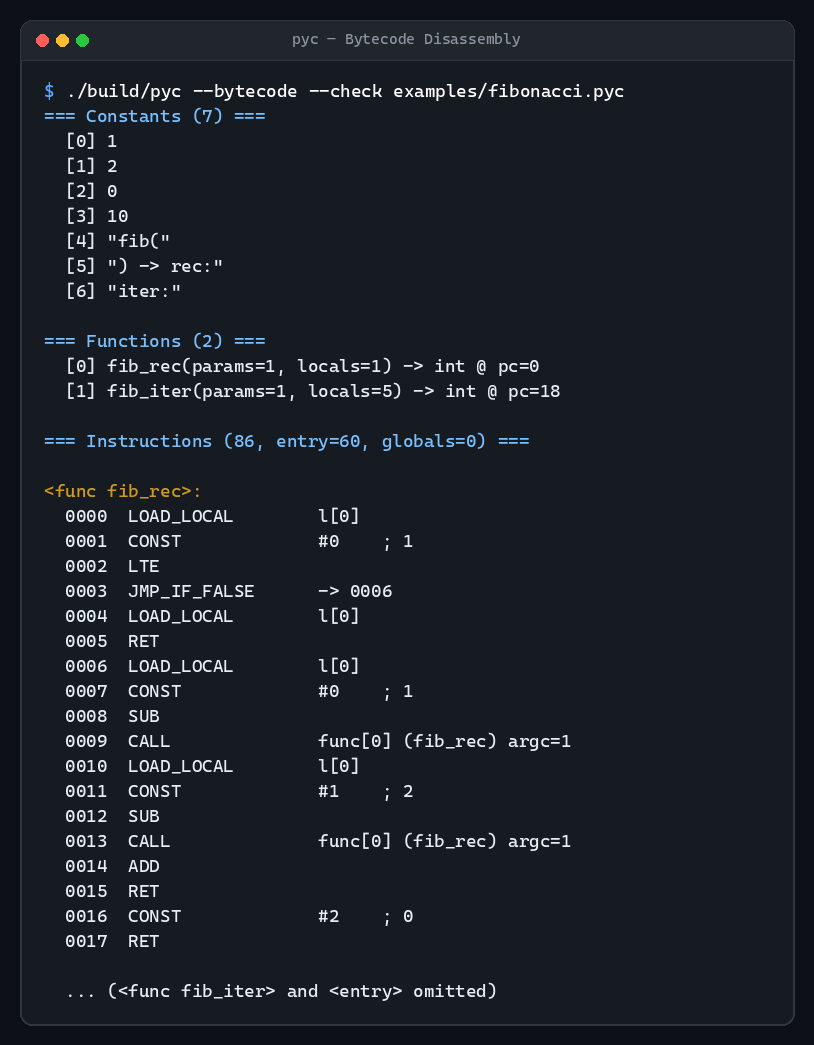 pyc — Bytecode Disassembly
$ ./build/pyc --bytecode --check examples/fibonacci.pyc
=== Constants (7) ===
[0] 1
[1] 2
[2] 0
[3] 10
[4] "fib("
[5] ") -> rec:"
[6] "iter:"
=== Functions (2) ===
[0] fib_rec(params=1, locals=1) -> int @ pc=0
[1] fib_iter(params=1, locals=5) -> int @ pc=18
=== Instructions (86, entry=60, globals=0) ===
<func fib_rec>:
0000  LOAD_LOCAL        l[0]
0001  CONST             #0    ; 1
0002  LTE
0003  JMP_IF_FALSE      -> 0006
0004  LOAD_LOCAL        l[0]
0005  RET
0006  LOAD_LOCAL        l[0]
0007  CONST             #0    ; 1
0008  SUB
0009  CALL              func[0] (fib_rec) argc=1
0010  LOAD_LOCAL        l[0]
0011  CONST             #1    ; 2
0012  SUB
0013  CALL              func[0] (fib_rec) argc=1
0014  ADD
0015  RET
0016  CONST             #2    ; 0
0017  RET
... (<func fib_iter> and <entry> omitted)